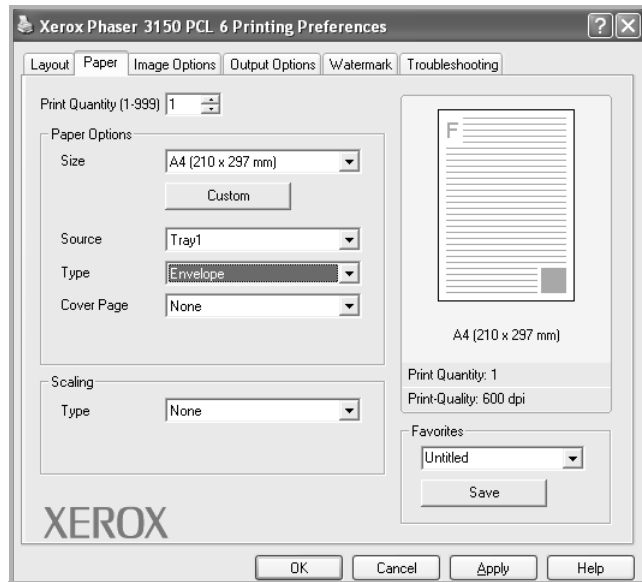 Xerox Phaser 3150 PCL 6 Printing Preferences
Layout Paper Image Options Output Options Watermark Troubleshooting
Print Quantity (1-999) 1
Paper Options
Size A4 (210 x 297 mm)
Custom
Source Tray1
Type Envelope
Cover Page None
Scaling
Type None
XEROX
F
A4 (210 x 297 mm)
Print Quantity: 1
Print-Quality: 600 dpi
Favorites
Untitled
Save
OK Cancel Apply Help